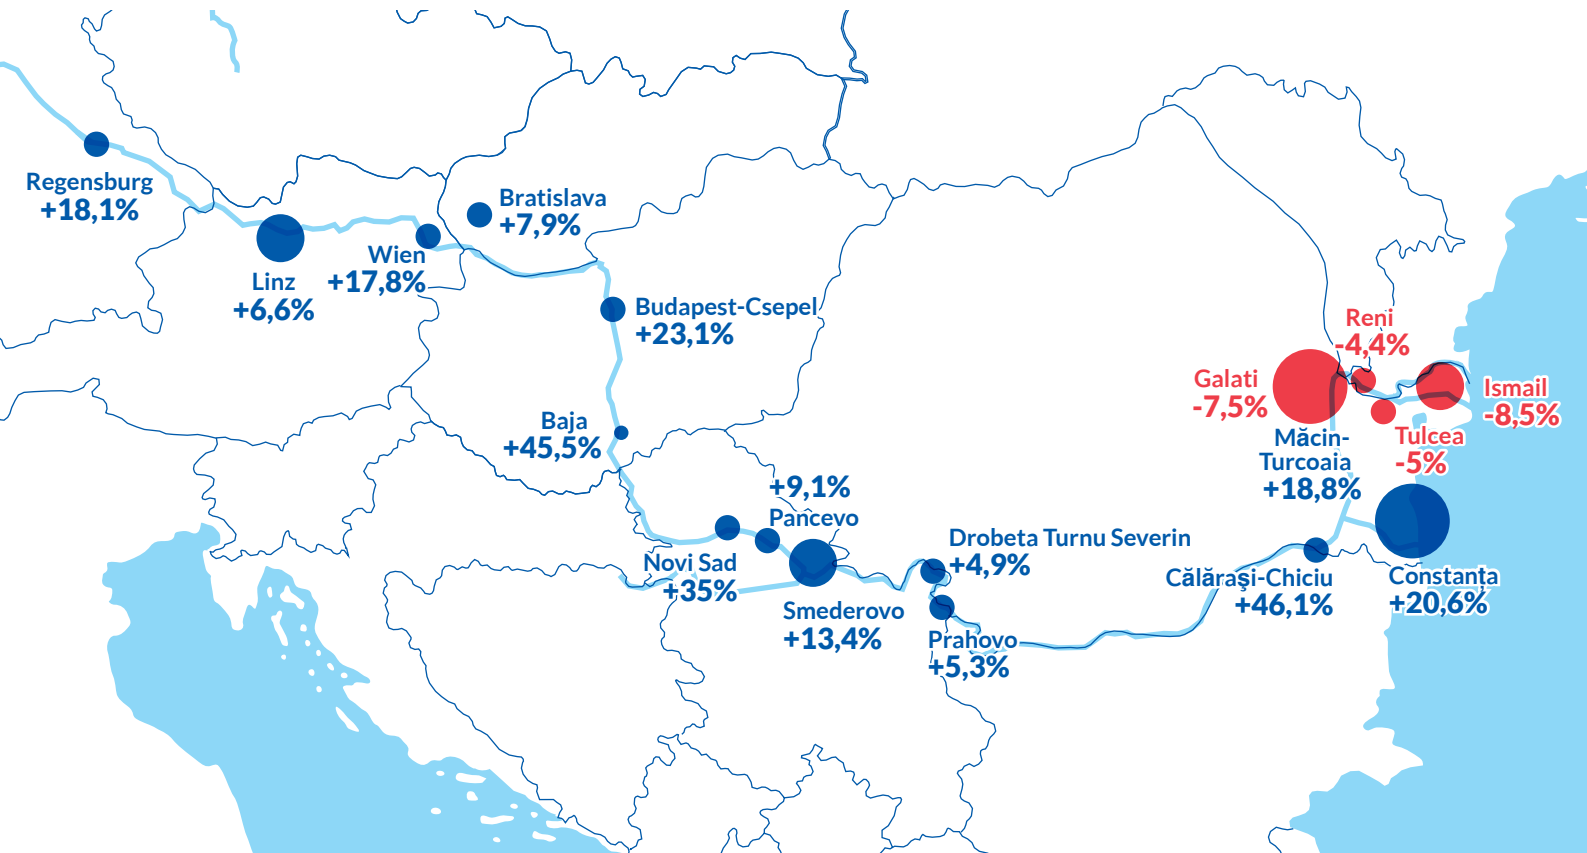 Regensburg
+18,1%
Linz
+6,6%
Wien
+17,8%
Bratislava
+7,9%
Budapest-Csepel
+23,1%
Baja
+45,5%
Novi Sad
+35%
+9,1%
Pancevo
Smederovo
+13,4%
Drobeta Turnu Severin
+4,9%
Prahovo
+5,3%
Călărași-Chiciu
+46,1%
Constanța
+20,6%
Măcin-
Turcoaia
+18,8%
Galati
-7,5%
Reni
-4,4%
Tulcea
-5%
Ismail
-8,5%